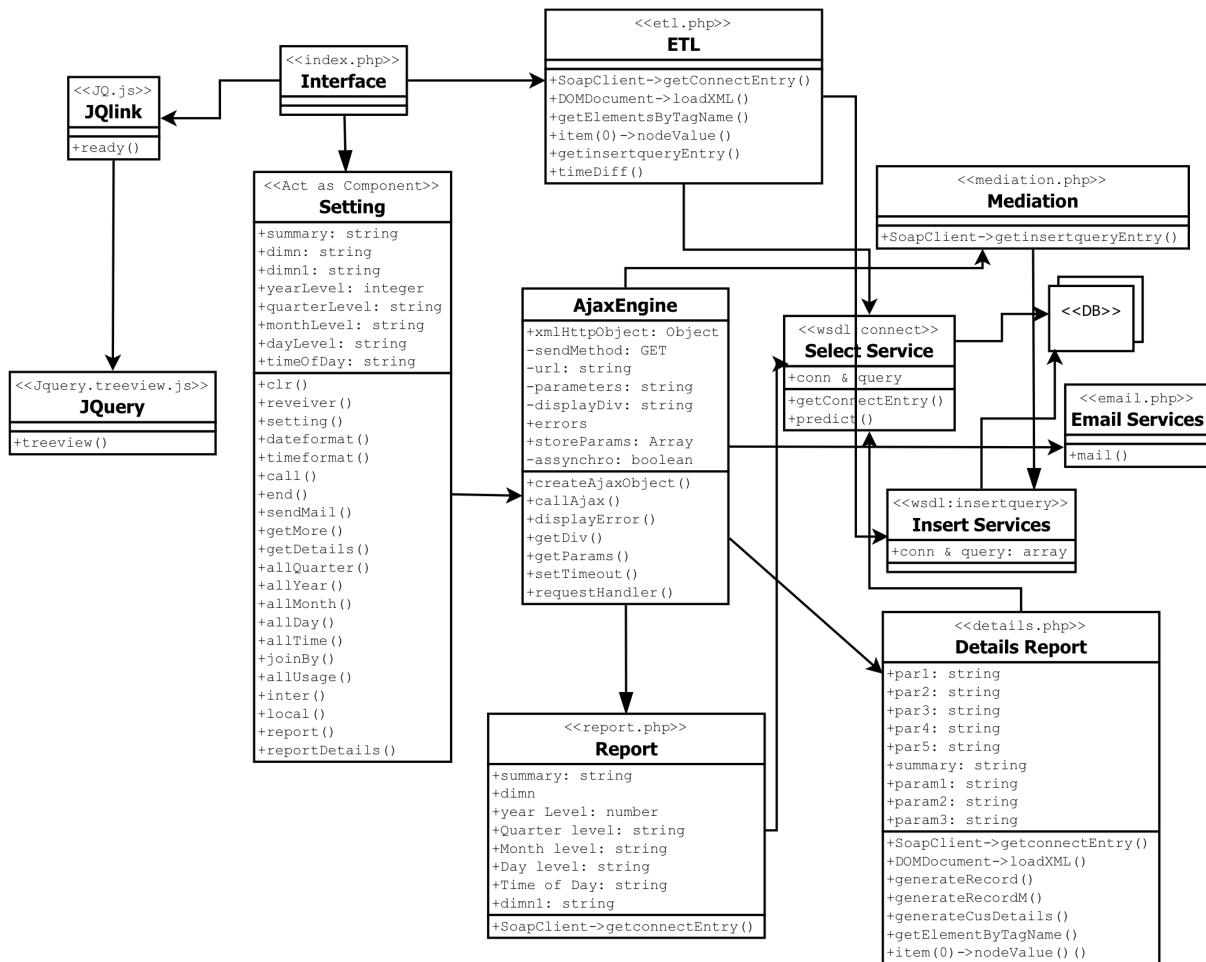 <<etl.php>>
ETL
+SoapClient->getConnectEntry()
+DOMDocument->loadXML()
+getElementsByTagName()
+item(0)->nodeValue()
+getinsertqueryEntry()
+timeDiff()
<<index.php>>
Interface
<<JQ.js>>
JQlink
+ready()
<<Jquery.treeview.js>>
JQuery
+treeview()
<<Act as Component>>
Setting
+summary: string
+dimn: string
+dimn1: string
+yearLevel: integer
+quarterLevel: string
+monthLevel: string
+dayLevel: string
+timeOfDay: string
+clr()
+reveiver()
+setting()
+dateformat()
+timeformat()
+call()
+end()
+sendMail()
+getMore()
+getDetails()
+allQuarter()
+allYear()
+allMonth()
+allDay()
+allTime()
+joinBy()
+allUsage()
+inter()
+local()
+report()
+reportDetails()
AjaxEngine
+xmlHttpObject: Object
-sendMethod: GET
-url: string
-parameters: string
-displayDiv: string
+errors
+storeParams: Array
-assynchro: boolean
+createAjaxObject()
+callAjax()
+displayError()
+getDiv()
+getParams()
+setTimeout()
+requestHandler()
<<mediation.php>>
Mediation
+SoapClient->getinsertqueryEntry()
<<wsdl:connect>>
Select Service
+conn & query
+getConnectEntry()
+predict()
<<DB>>
<<email.php>>
Email Services
+mail()
<<wsdl:insertquery>>
Insert Services
+conn & query: array
<<report.php>>
Report
+summary: string
+dimn
+year Level: number
+Quarter level: string
+Month level: string
+Day level: string
+Time of Day: string
+dimn1: string
+SoapClient->getconnectEntry()
<<details.php>>
Details Report
+par1: string
+par2: string
+par3: string
+par4: string
+par5: string
+summary: string
+param1: string
+param2: string
+param3: string
+SoapClient->getconnectEntry()
+DOMDocument->loadXML()
+generateRecord()
+generateRecordM()
+generateCusDetails()
+getElementByTagName()
+item(0)->nodeValue()()